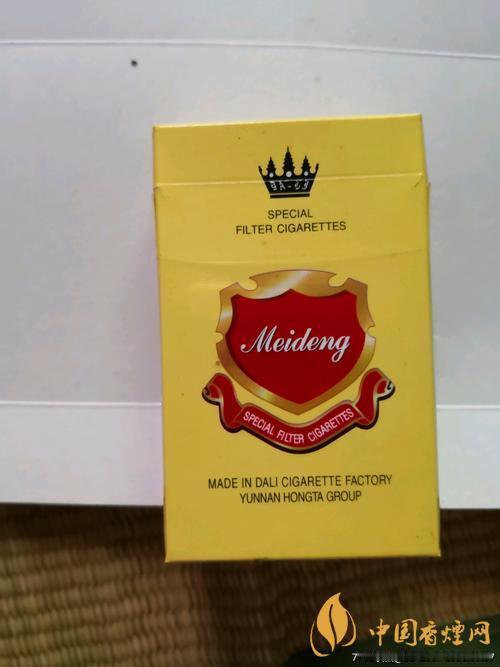 SPECIAL
FILTER CIGARETTES
Meideng
SPECIAL FILTER CIGARETTES
MADE IN DALI CIGARETTE FACTORY
YUNNAN HONGTA GROUP
中国香烟网